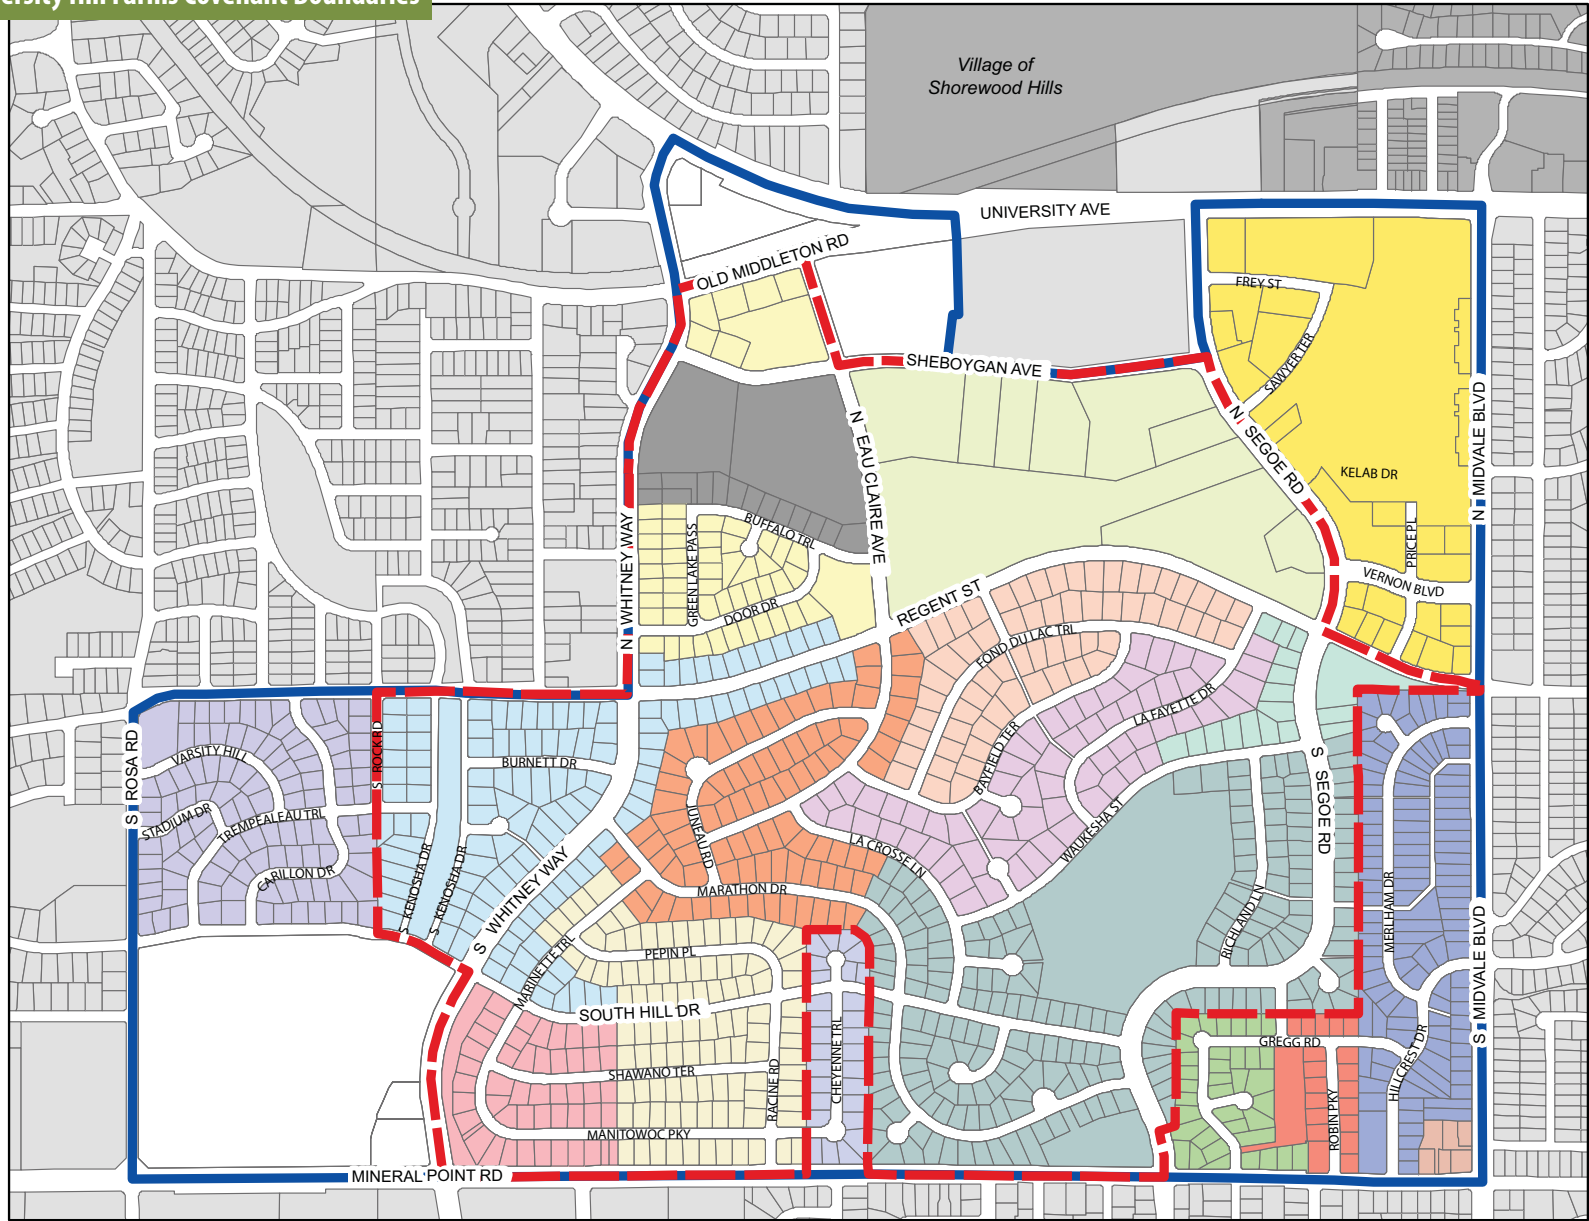 Village of
Shorewood Hills
UNIVERSITY AVE
OLD MIDDLETON RD
FREY ST
SAWYER TER
SHEBOYGAN AVE
N MIDVALE BLVD
N SEGOE RD
N EAU CLAIRE AVE
KELAB DR
PRICE PL
N WHITNEY WAY
GREEN LAKE PASS
BUFFALO TRL
DOOR DR
VERNON BLVD
REGENT ST
FOND DU LAC TRL
LA FAYETTE DR
BAYFIELD TER
S ROSA RD
VARSITY HILL
S ROCK RD
BURNETT DR
S SEGOE RD
STADIUM DR
TREMPEALEAU TRL
JUNEAU RD
WAUKESHA ST
LA CROSSE LN
CARILLON DR
S KENOSHA DR
S KENOSHA DR
S WHITNEY WAY
MARATHON DR
RICHLAND LN
MERLHAM DR
S MIDVALE BLVD
MARINETTE TRL
PEPIN PL
SOUTH HILL DR
CHEYENNE TRL
GREGG RD
HILLCREST DR
SHAWANO TER
RACINE RD
ROBIN PKY
MANITOWOC PKY
MINERAL POINT RD